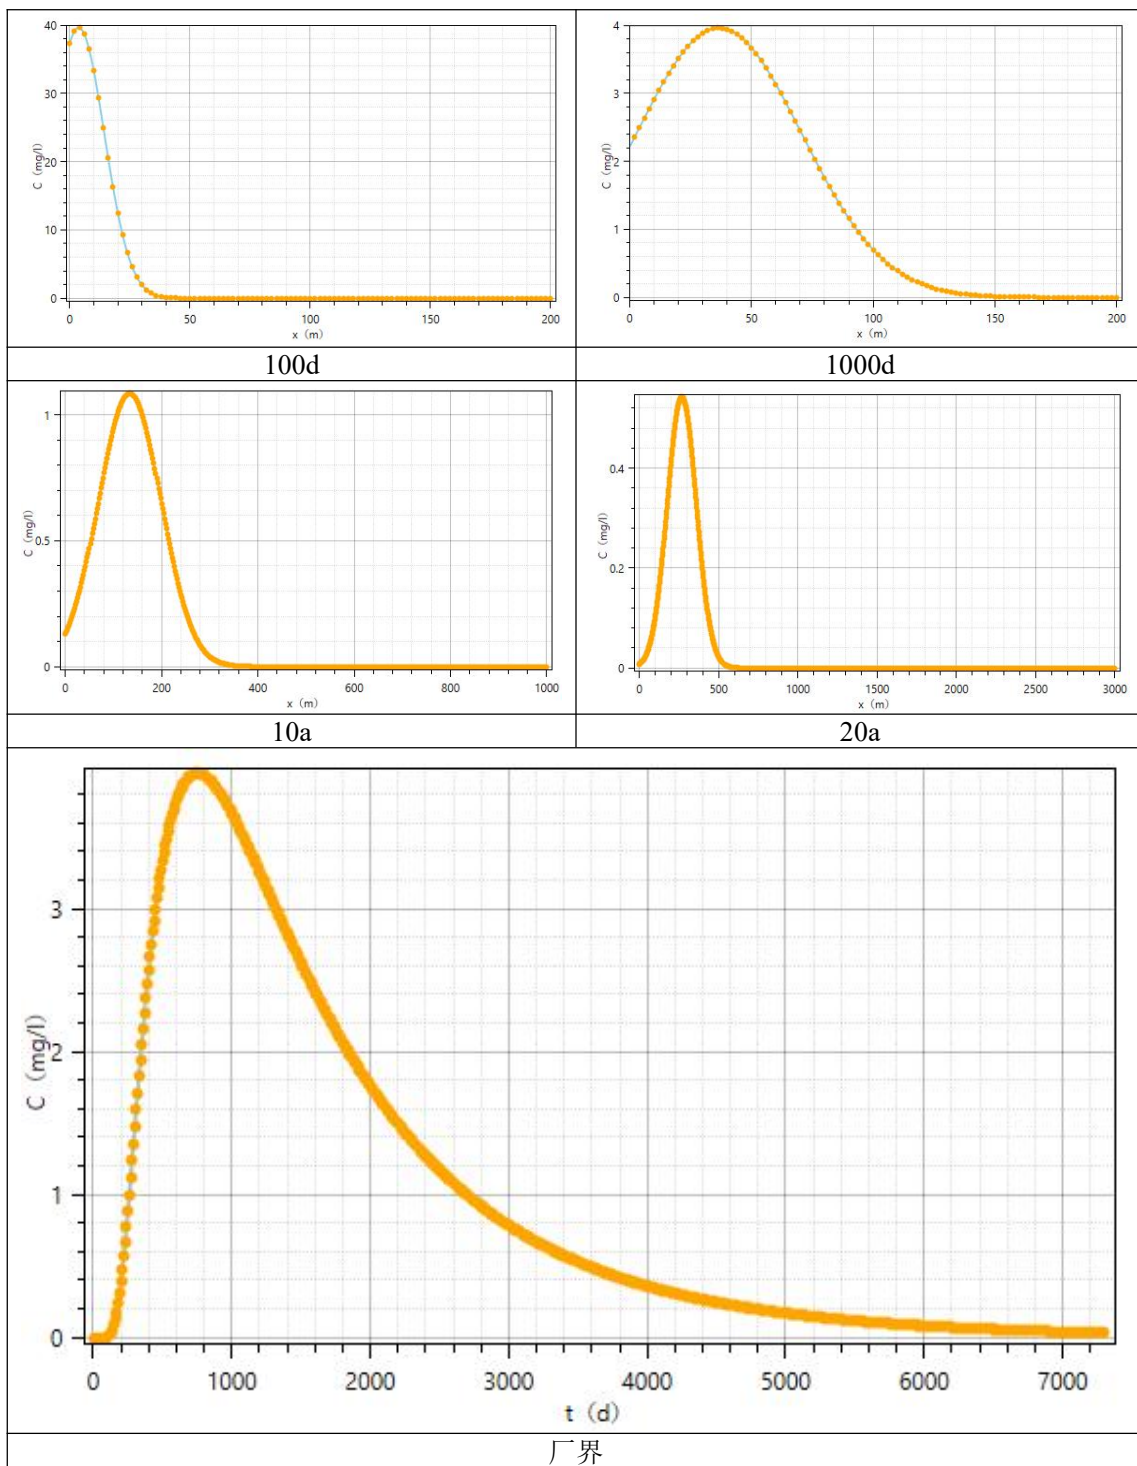 40
30
20
10
0
C (mg/l)
0 50 100 150 200
x (m)
4
3
2
1
0
C (mg/l)
0 50 100 150 200
x (m)
100d 1000d
1
0.5
0
C (mg/l)
0 200 400 600 800 1000
x (m)
0.4
0.2
0
C (mg/l)
0 500 1000 1500 2000 2500 3000
x (m)
10a 20a
3
2
1
0
C (mg/l)
0 1000 2000 3000 4000 5000 6000 7000
t (d)
厂界